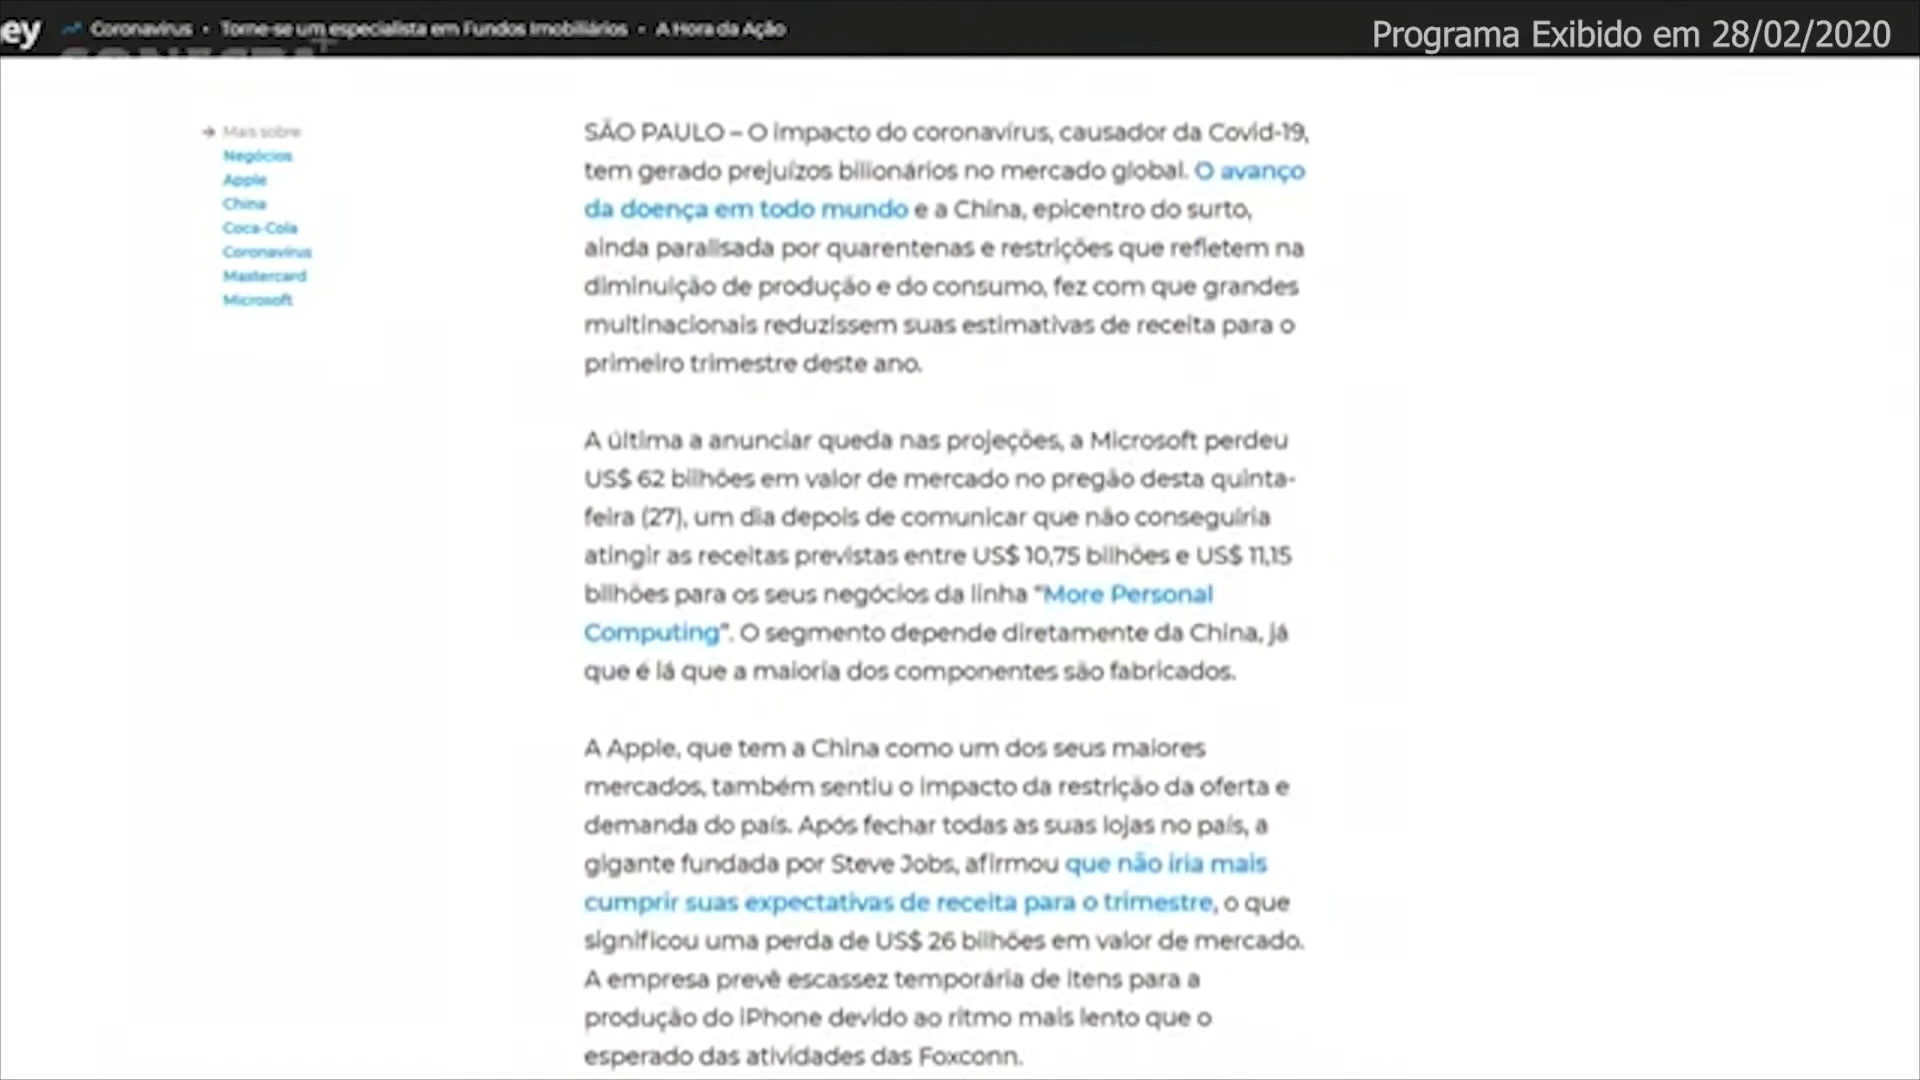 ey Coronavírus • Torne-se um especialista em Fundos Imobiliários • A Hora da Ação
Programa Exibido em 28/02/2020
Mais sobre
Negócios
Apple
China
Coca-Cola
Coronavírus
Mastercard
Microsoft
SÃO PAULO – O impacto do coronavírus, causador da Covid-19,
tem gerado prejuízos bilionários no mercado global. O avanço
da doença em todo mundo e a China, epicentro do surto,
ainda paralisada por quarentenas e restrições que refletem na
diminuição de produção e do consumo, fez com que grandes
multinacionais reduzissem suas estimativas de receita para o
primeiro trimestre deste ano.
A última a anunciar queda nas projeções, a Microsoft perdeu
US$ 62 bilhões em valor de mercado no pregão desta quinta-
feira (27), um dia depois de comunicar que não conseguiria
atingir as receitas previstas entre US$ 10,75 bilhões e US$ 11,15
bilhões para os seus negócios da linha "More Personal
Computing". O segmento depende diretamente da China, já
que é lá que a maioria dos componentes são fabricados.
A Apple, que tem a China como um dos seus maiores
mercados, também sentiu o impacto da restrição da oferta e
demanda do país. Após fechar todas as suas lojas no país, a
gigante fundada por Steve Jobs, afirmou que não iria mais
cumprir suas expectativas de receita para o trimestre, o que
significou uma perda de US$ 26 bilhões em valor de mercado.
A empresa prevê escassez temporária de itens para a
produção do iPhone devido ao ritmo mais lento que o
esperado das atividades das Foxconn.